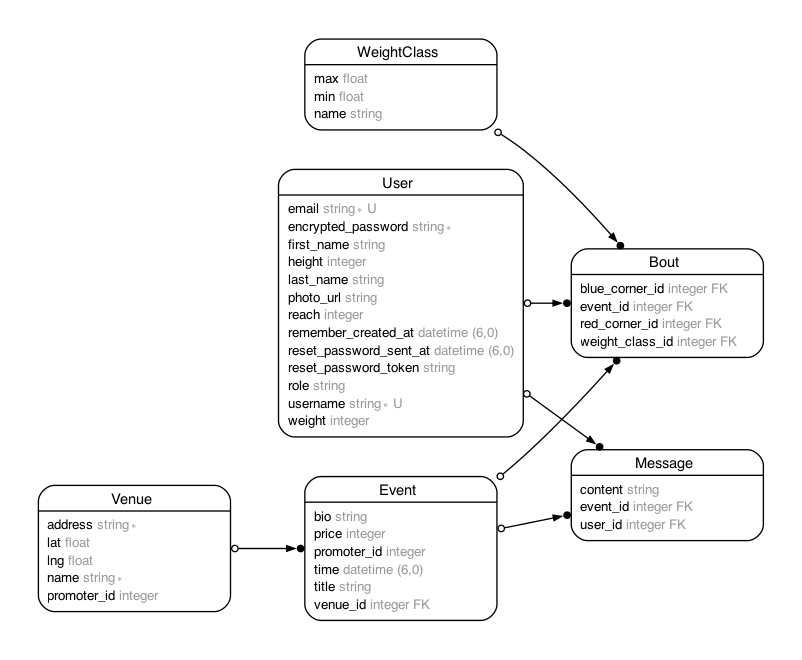 WeightClass
max float
min float
name string
User
email string∗ U
encrypted_password string∗
first_name string
height integer
last_name string
photo_url string
reach integer
remember_created_at datetime (6,0)
reset_password_sent_at datetime (6,0)
reset_password_token string
role string
username string∗ U
weight integer
Bout
blue_corner_id integer FK
event_id integer FK
red_corner_id integer FK
weight_class_id integer FK
Message
content string
event_id integer FK
user_id integer FK
Venue
address string∗
lat float
lng float
name string∗
promoter_id integer
Event
bio string
price integer
promoter_id integer
time datetime (6,0)
title string
venue_id integer FK